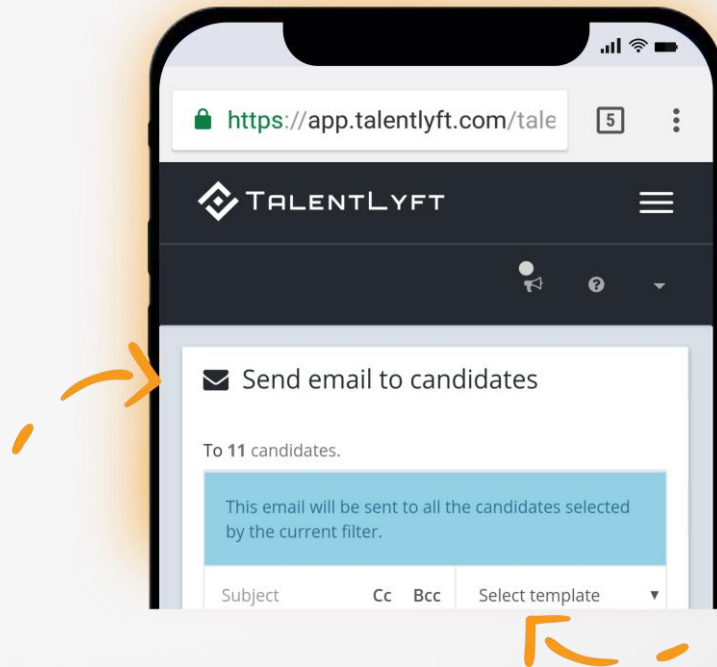 https://app.talentlyft.com/tale 5
TALENTLYFT
Send email to candidates
To 11 candidates.
This email will be sent to all the candidates selected
by the current filter.
Subject Cc Bcc Select template